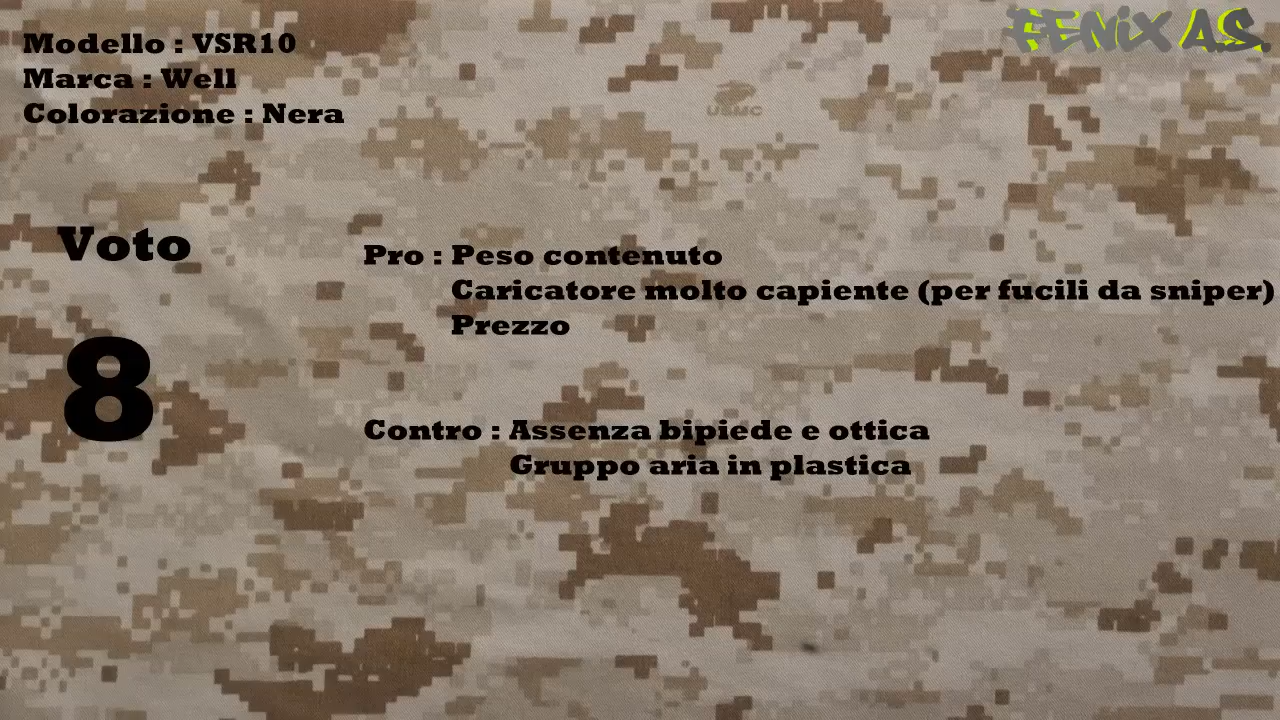 FENIX A.S.
Modello : VSR10
Marca : Well
Colorazione : Nera
USMC
Voto
8
Pro : Peso contenuto
Caricatore molto capiente (per fucili da sniper)
Prezzo
Contro : Assenza bipiede e ottica
Gruppo aria in plastica